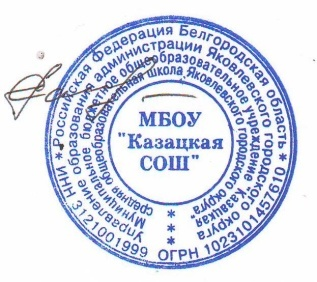 * Российская Федерация Белгородская область *
Управление образования администрации Яковлевского городского округа
Муниципальное бюджетное общеобразовательное учреждение "Казацкая
средняя общеобразовательная школа Яковлевского городского округа"
ИНН 3121001999 * ОГРН 1023101457610
МБОУ
"Казацкая
СОШ"
* * *